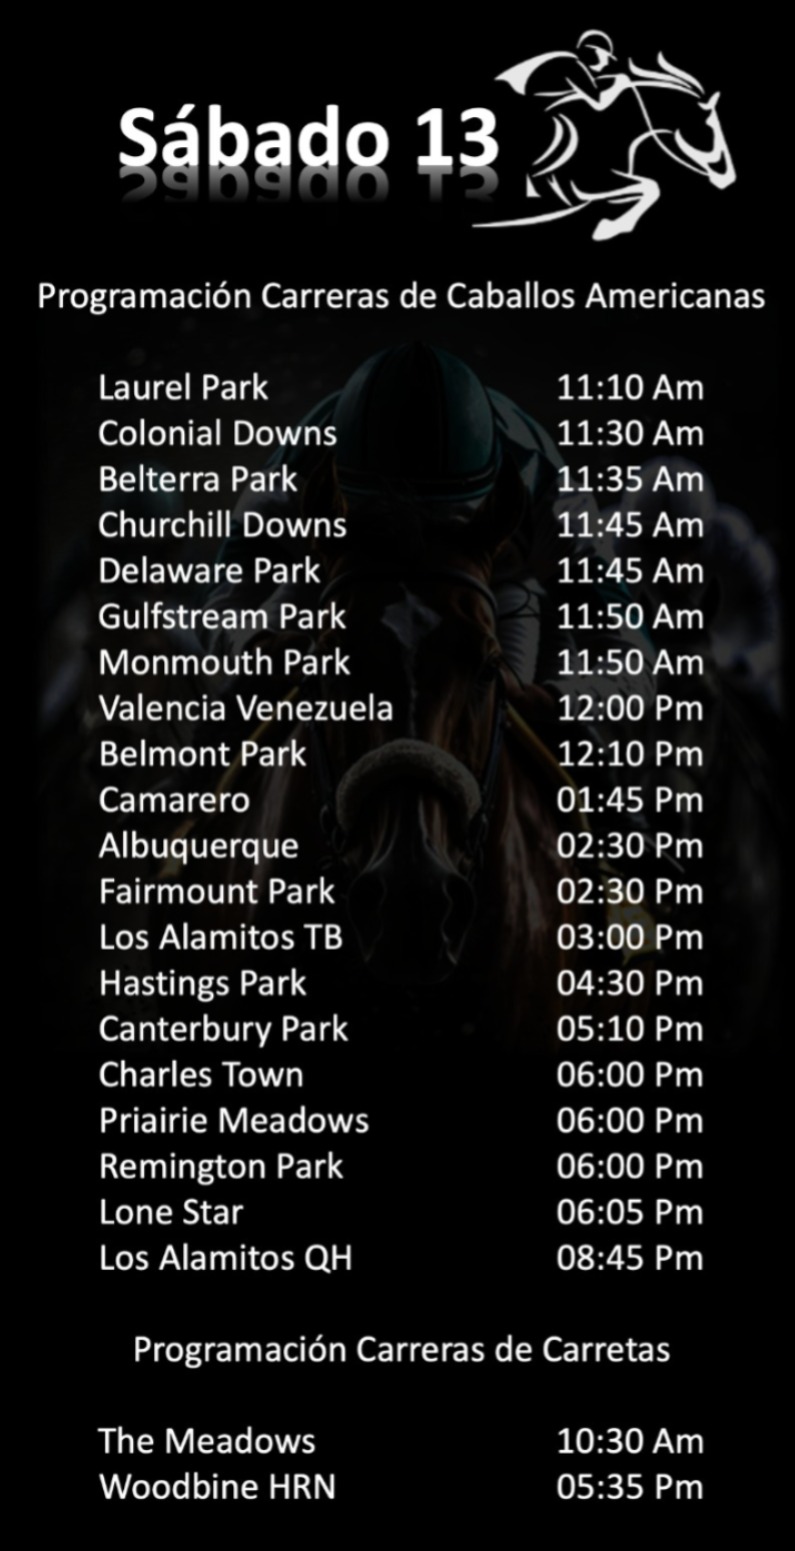 Sábado 13
Programación Carreras de Caballos Americanas
Laurel Park 11:10 Am
Colonial Downs 11:30 Am
Belterra Park 11:35 Am
Churchill Downs 11:45 Am
Delaware Park 11:45 Am
Gulfstream Park 11:50 Am
Monmouth Park 11:50 Am
Valencia Venezuela 12:00 Pm
Belmont Park 12:10 Pm
Camarero 01:45 Pm
Albuquerque 02:30 Pm
Fairmount Park 02:30 Pm
Los Alamitos TB 03:00 Pm
Hastings Park 04:30 Pm
Canterbury Park 05:10 Pm
Charles Town 06:00 Pm
Priairie Meadows 06:00 Pm
Remington Park 06:00 Pm
Lone Star 06:05 Pm
Los Alamitos QH 08:45 Pm
Programación Carreras de Carretas
The Meadows 10:30 Am
Woodbine HRN 05:35 Pm